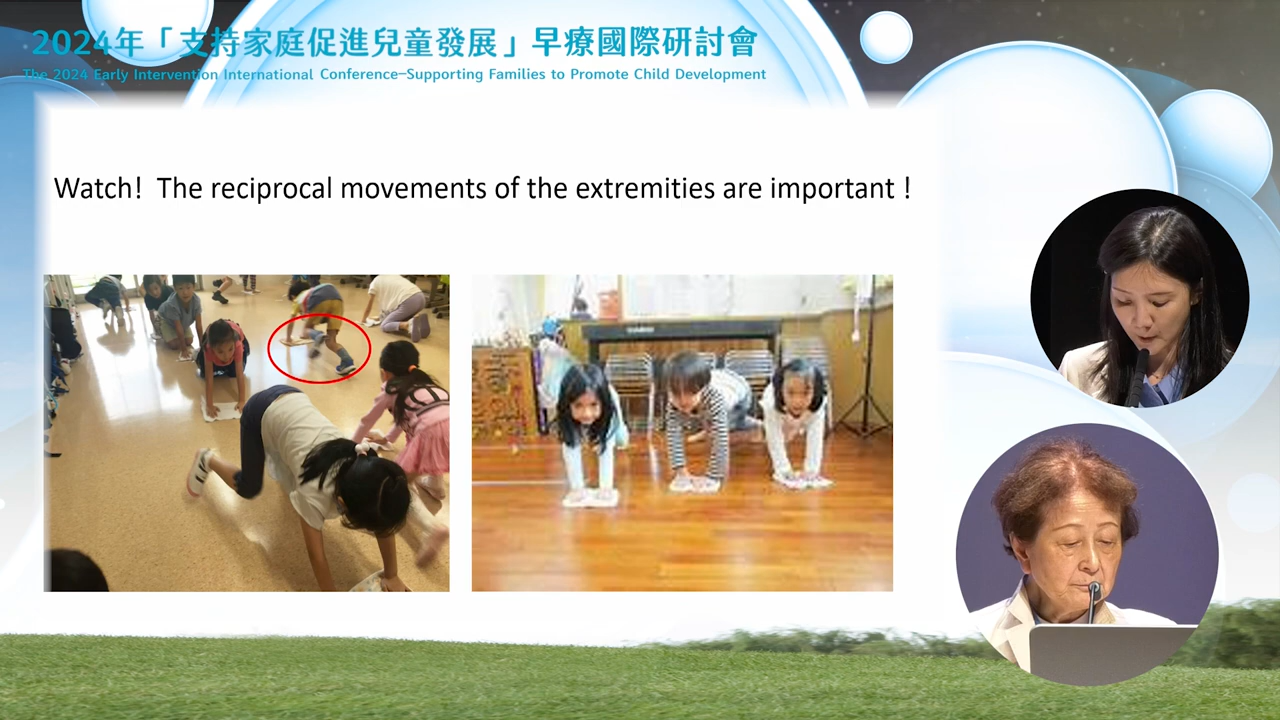 2024年「支持家庭促進兒童發展」早療國際研討會
The 2024 Early Intervention International Conference–Supporting Families to Promote Child Development
Watch! The reciprocal movements of the extremities are important !